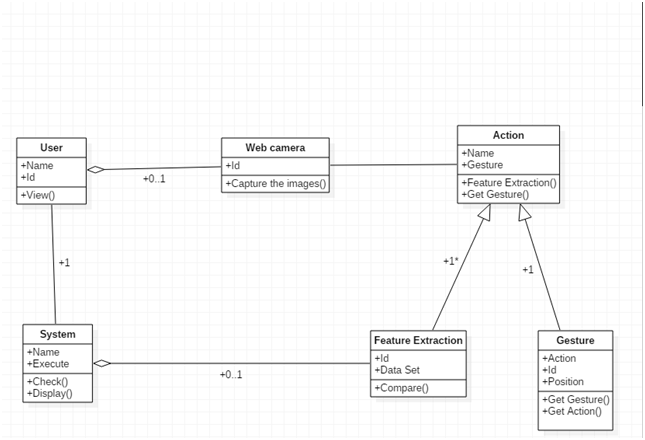 User
+Name
+Id
+View()
+0..1
Web camera
+Id
+Capture the images()
Action
+Name
+Gesture
+Feature Extraction()
+Get Gesture()
+1
+1*
+1
System
+Name
+Execute
+Check()
+Display()
+0..1
Feature Extraction
+Id
+Data Set
+Compare()
Gesture
+Action
+Id
+Position
+Get Gesture()
+Get Action()